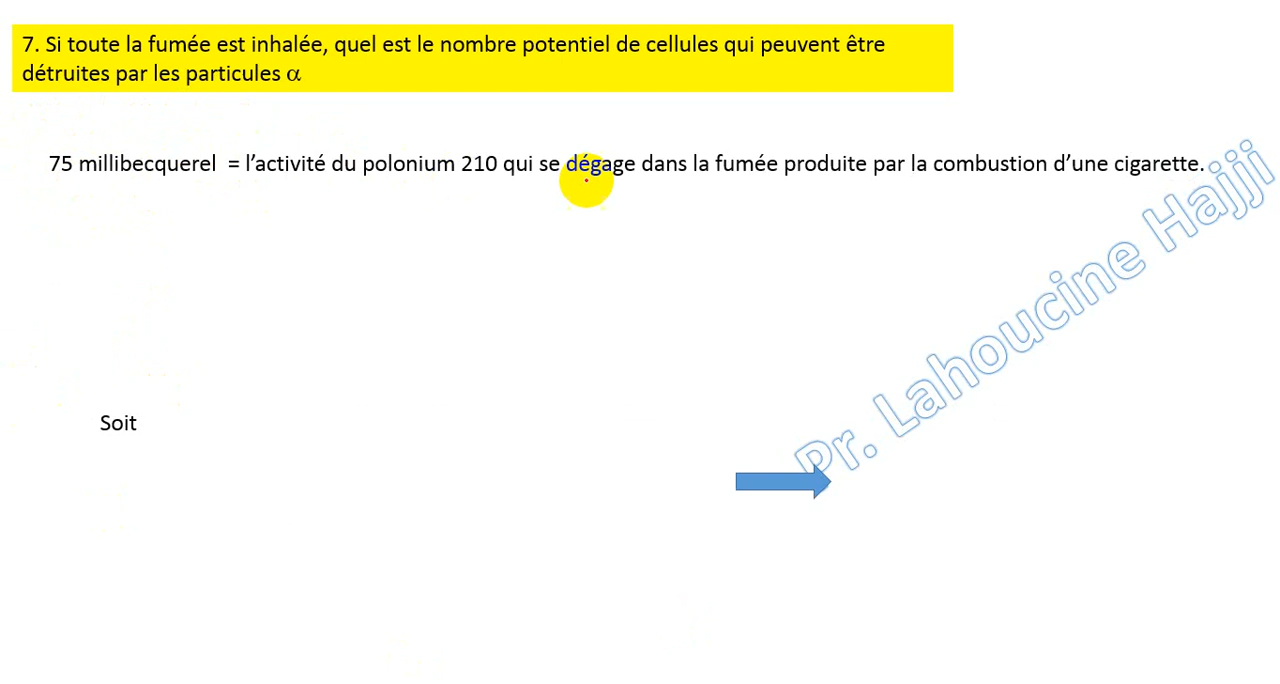 7. Si toute la fumée est inhalée, quel est le nombre potentiel de cellules qui peuvent être
détruites par les particules α
75 millibecquerel = l’activité du polonium 210 qui se dégage dans la fumée produite par la combustion d’une cigarette.
Pr. Lahoucine Hajji
Soit